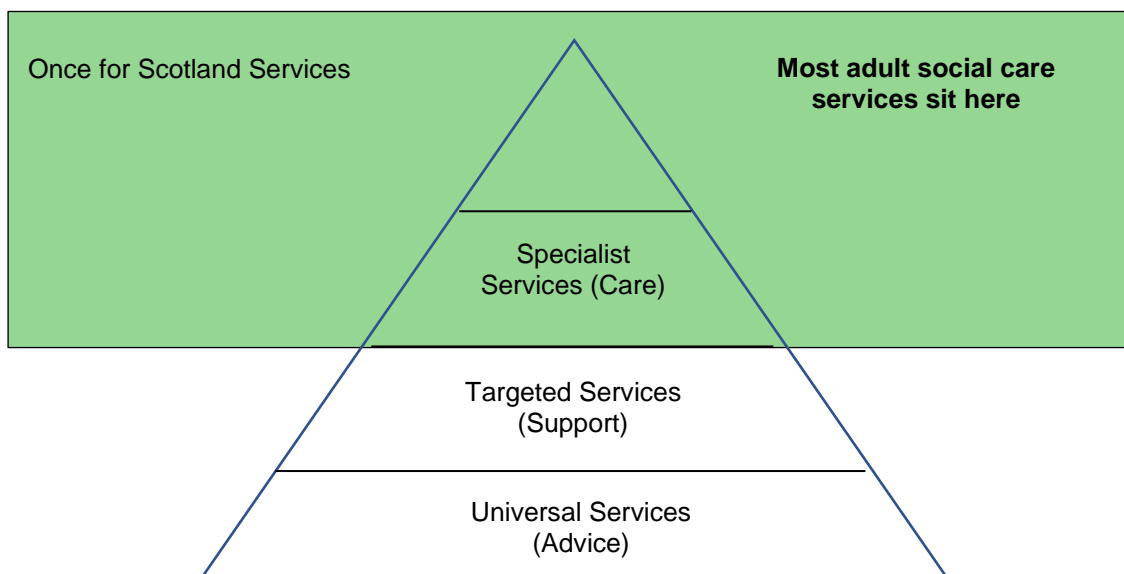 Once for Scotland Services
Most adult social care
services sit here
Specialist
Services (Care)
Targeted Services
(Support)
Universal Services
(Advice)